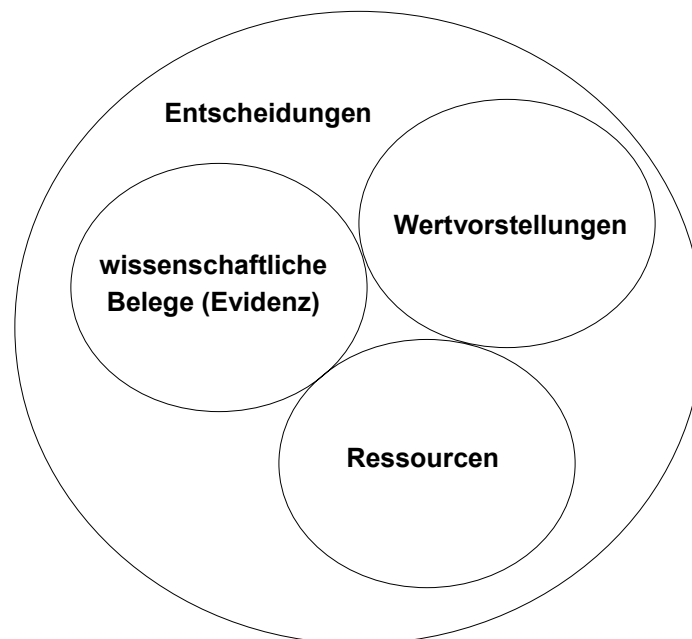 Entscheidungen
Wertvorstellungen
wissenschaftliche
Belege (Evidenz)
Ressourcen